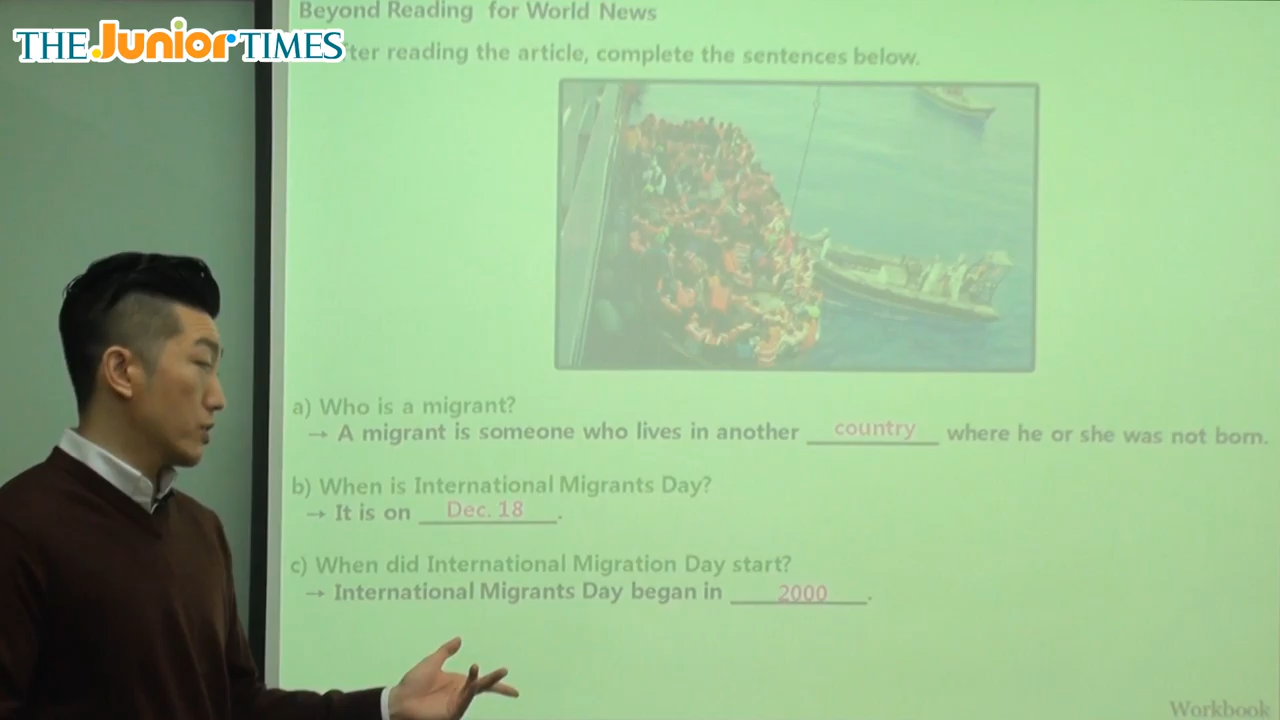 Beyond Reading for World News
THE Junior TIMES
ter reading the article, complete the sentences below.
a) Who is a migrant?
→ A migrant is someone who lives in another country where he or she was not born.
b) When is International Migrants Day?
→ It is on Dec. 18.
c) When did International Migration Day start?
→ International Migrants Day began in 2000.
Workbook